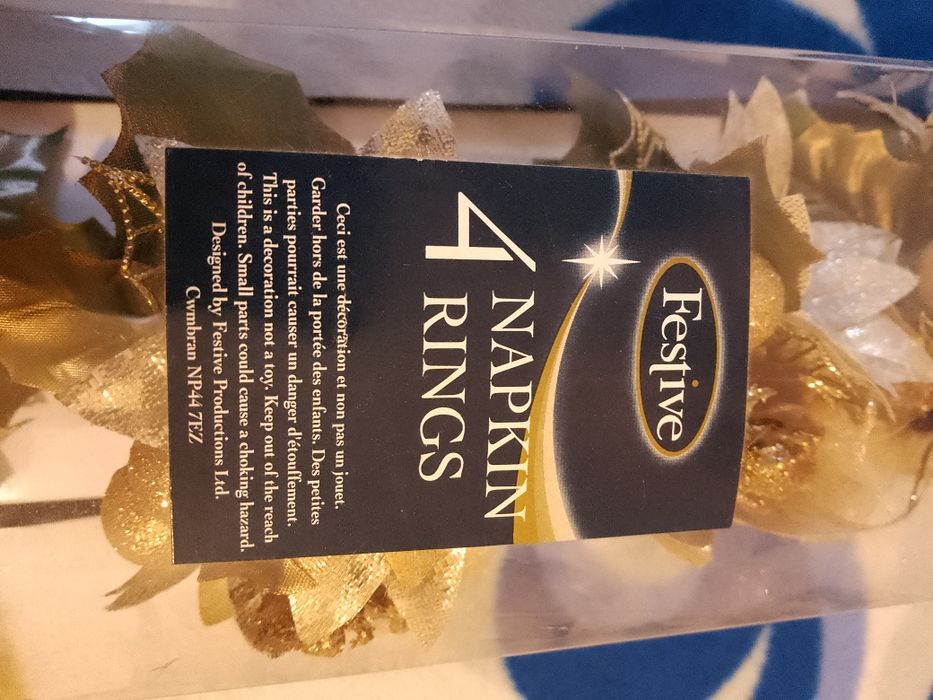 Festive
4 NAPKIN
RINGS
Ceci est une décoration et non pas un jouet.
Garder hors de la portée des enfants. Des petites
parties pourrait causer un danger d'étouffement.
This is a decoration not a toy. Keep out of the reach
of children. Small parts could cause a choking hazard.
Designed by Festive Productions Ltd.
Cwmbran NP44 7EZ